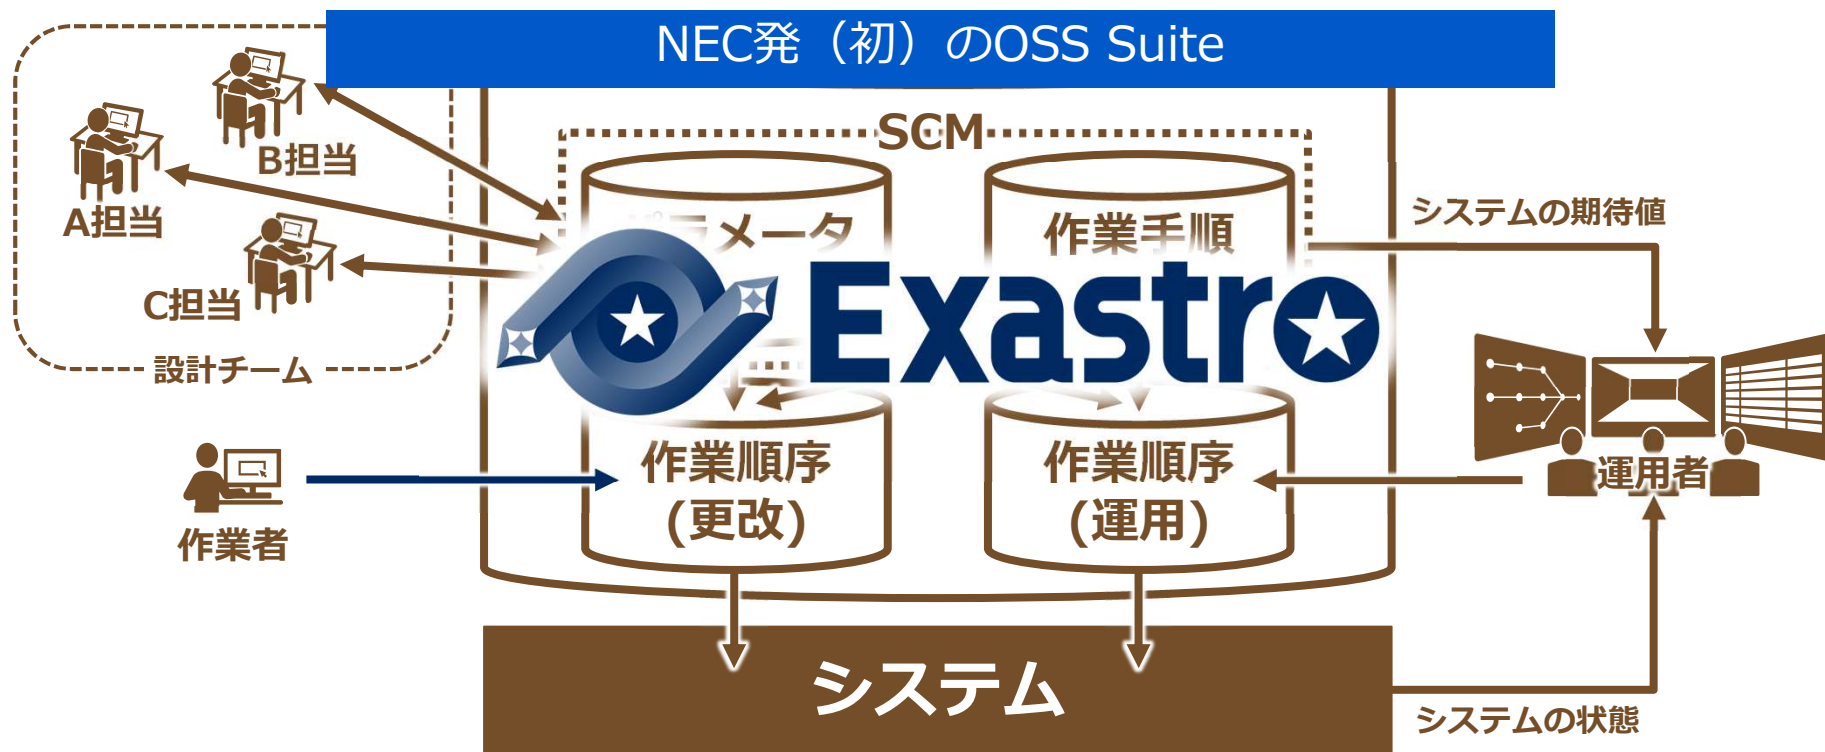 NEC発（初）のOSS Suite
SCM
B担当
A担当
C担当
設計チーム
パラメータ
作業手順
システムの期待値
Exastro
作業順序
(更改)
作業順序
(運用)
運用者
作業者
システム
システムの状態